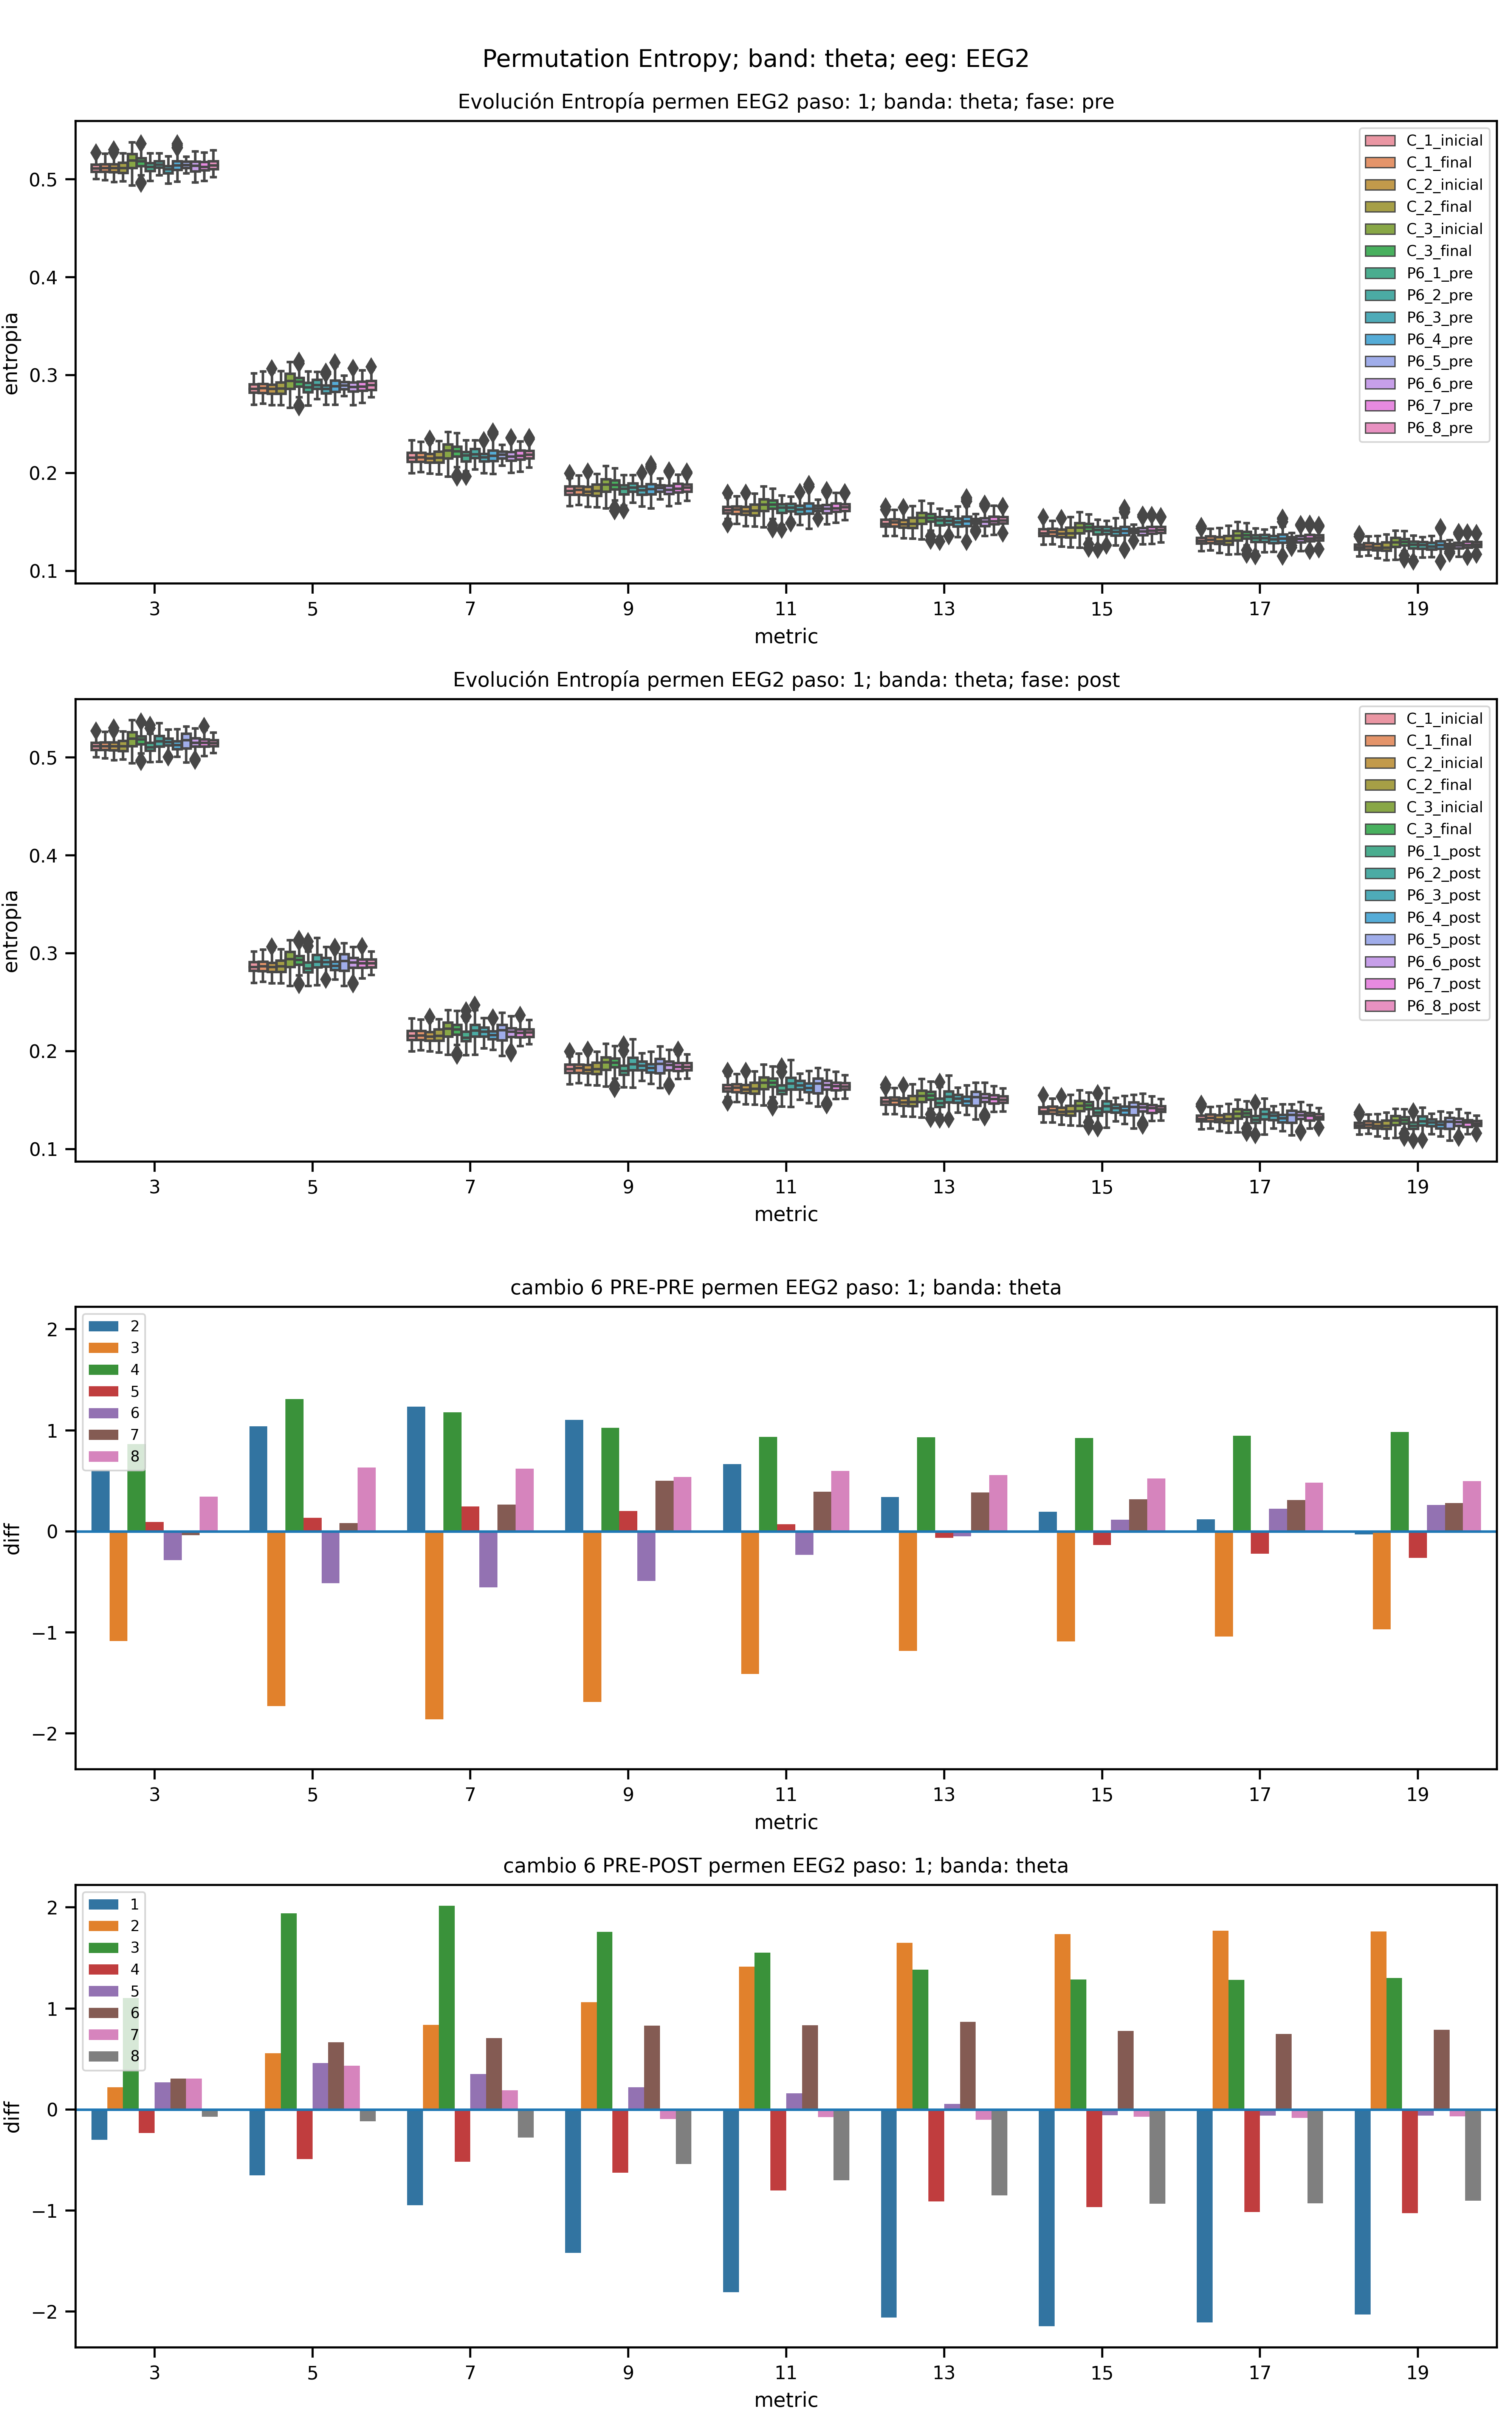 Permutation Entropy; band: theta; eeg: EEG2
Evolución Entropía permen EEG2 paso: 1; banda: theta; fase: pre
entropia
0.5
0.4
0.3
0.2
0.1
C_1_inicial
C_1_final
C_2_inicial
C_2_final
C_3_inicial
C_3_final
P6_1_pre
P6_2_pre
P6_3_pre
P6_4_pre
P6_5_pre
P6_6_pre
P6_7_pre
P6_8_pre
3 5 7 9 11 13 15 17 19
metric
Evolución Entropía permen EEG2 paso: 1; banda: theta; fase: post
entropia
0.5
0.4
0.3
0.2
0.1
C_1_inicial
C_1_final
C_2_inicial
C_2_final
C_3_inicial
C_3_final
P6_1_post
P6_2_post
P6_3_post
P6_4_post
P6_5_post
P6_6_post
P6_7_post
P6_8_post
3 5 7 9 11 13 15 17 19
metric
cambio 6 PRE-PRE permen EEG2 paso: 1; banda: theta
diff
2
1
0
−1
−2
2
3
4
5
6
7
8
3 5 7 9 11 13 15 17 19
metric
cambio 6 PRE-POST permen EEG2 paso: 1; banda: theta
diff
2
1
0
−1
−2
1
2
3
4
5
6
7
8
3 5 7 9 11 13 15 17 19
metric